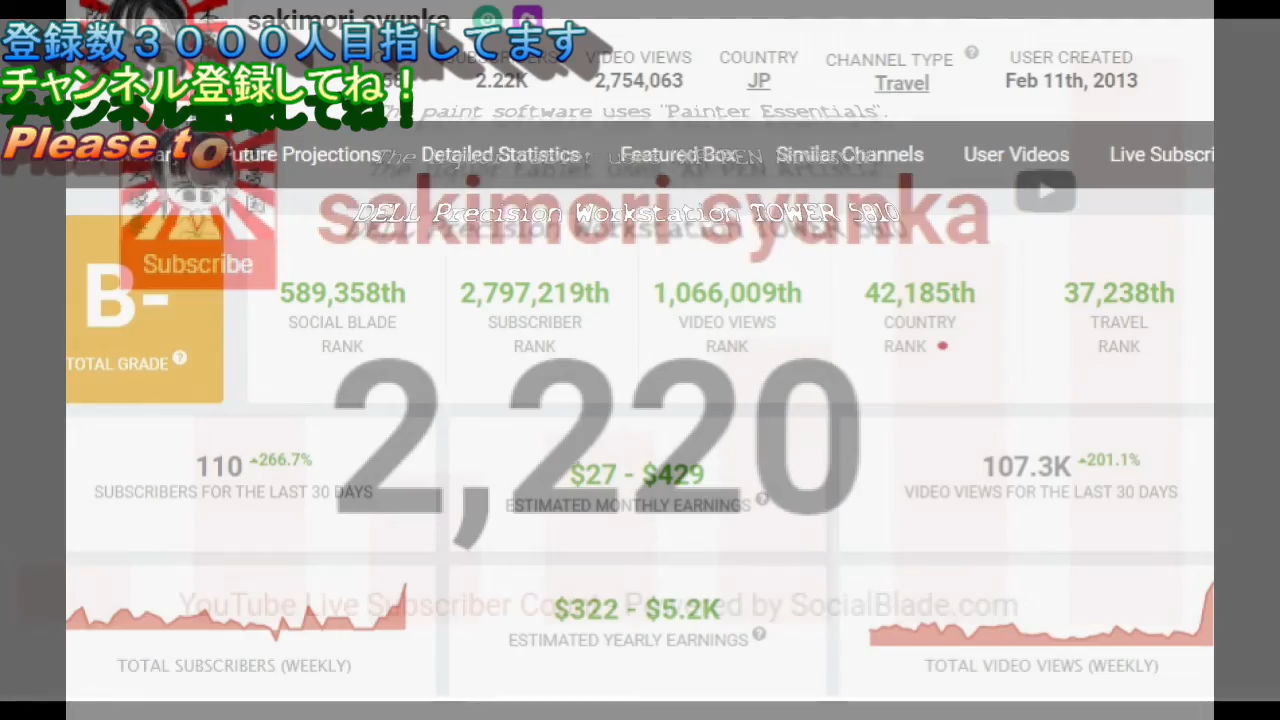 sakimori syunka
登録数３０００人目指してます
VIDEO VIEWS COUNTRY CHANNEL TYPE USER CREATED
2.22K 2,754,063 JP Travel Feb 11th, 2013
チャンネル登録してね！
The paint software uses "Painter Essentials".
Please to
Future Projections Detailed Statistics Featured Box Similar Channels User Videos Live Subscri
DELL Precision Workstation TOWER 5810
sakimori syunka
Subscribe
B-
TOTAL GRADE
589,358th 2,797,219th 1,066,009th 42,185th 37,238th
SOCIAL BLADE SUBSCRIBER VIDEO VIEWS COUNTRY TRAVEL
RANK RANK RANK RANK RANK
2,220
110 266.7% $27 - $429 107.3K 201.1%
SUBSCRIBERS FOR THE LAST 30 DAYS ESTIMATED MONTHLY EARNINGS VIDEO VIEWS FOR THE LAST 30 DAYS
YouTube Live Subscriber Count Powered by SocialBlade.com
$322 - $5.2K
ESTIMATED YEARLY EARNINGS
TOTAL SUBSCRIBERS (WEEKLY) TOTAL VIDEO VIEWS (WEEKLY)